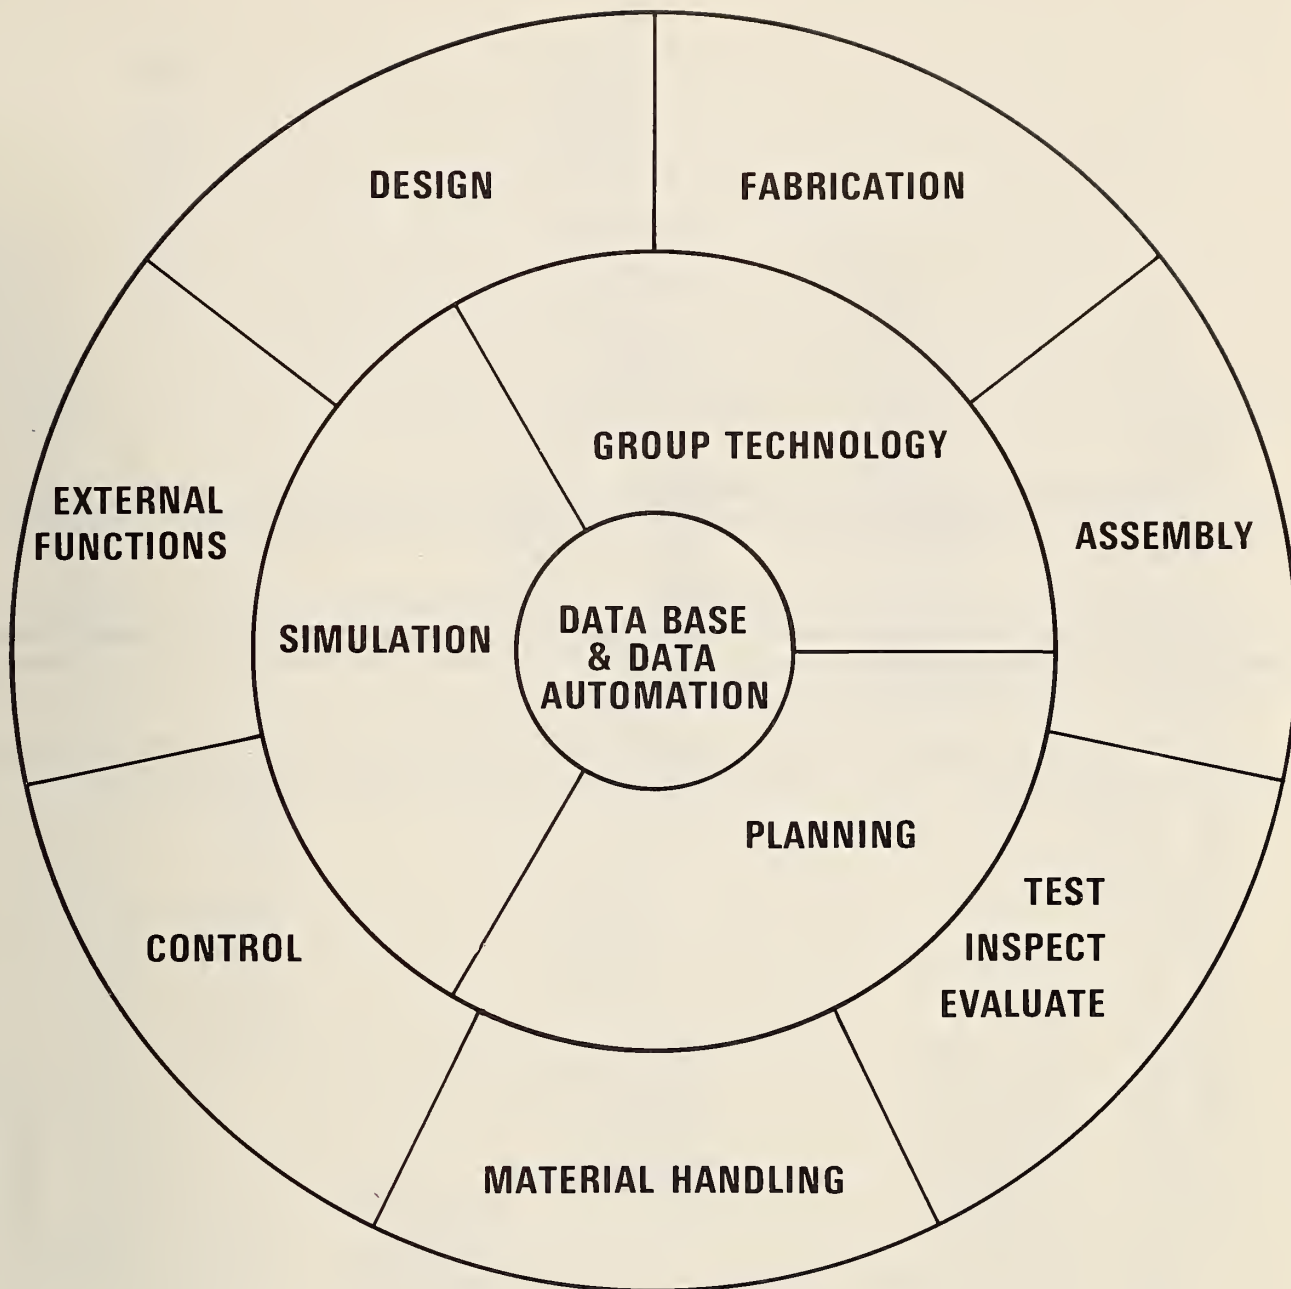 DESIGN
FABRICATION
GROUP TECHNOLOGY
EXTERNAL
FUNCTIONS
ASSEMBLY
SIMULATION
DATA BASE
& DATA
AUTOMATION
PLANNING
TEST
INSPECT
EVALUATE
CONTROL
MATERIAL HANDLING